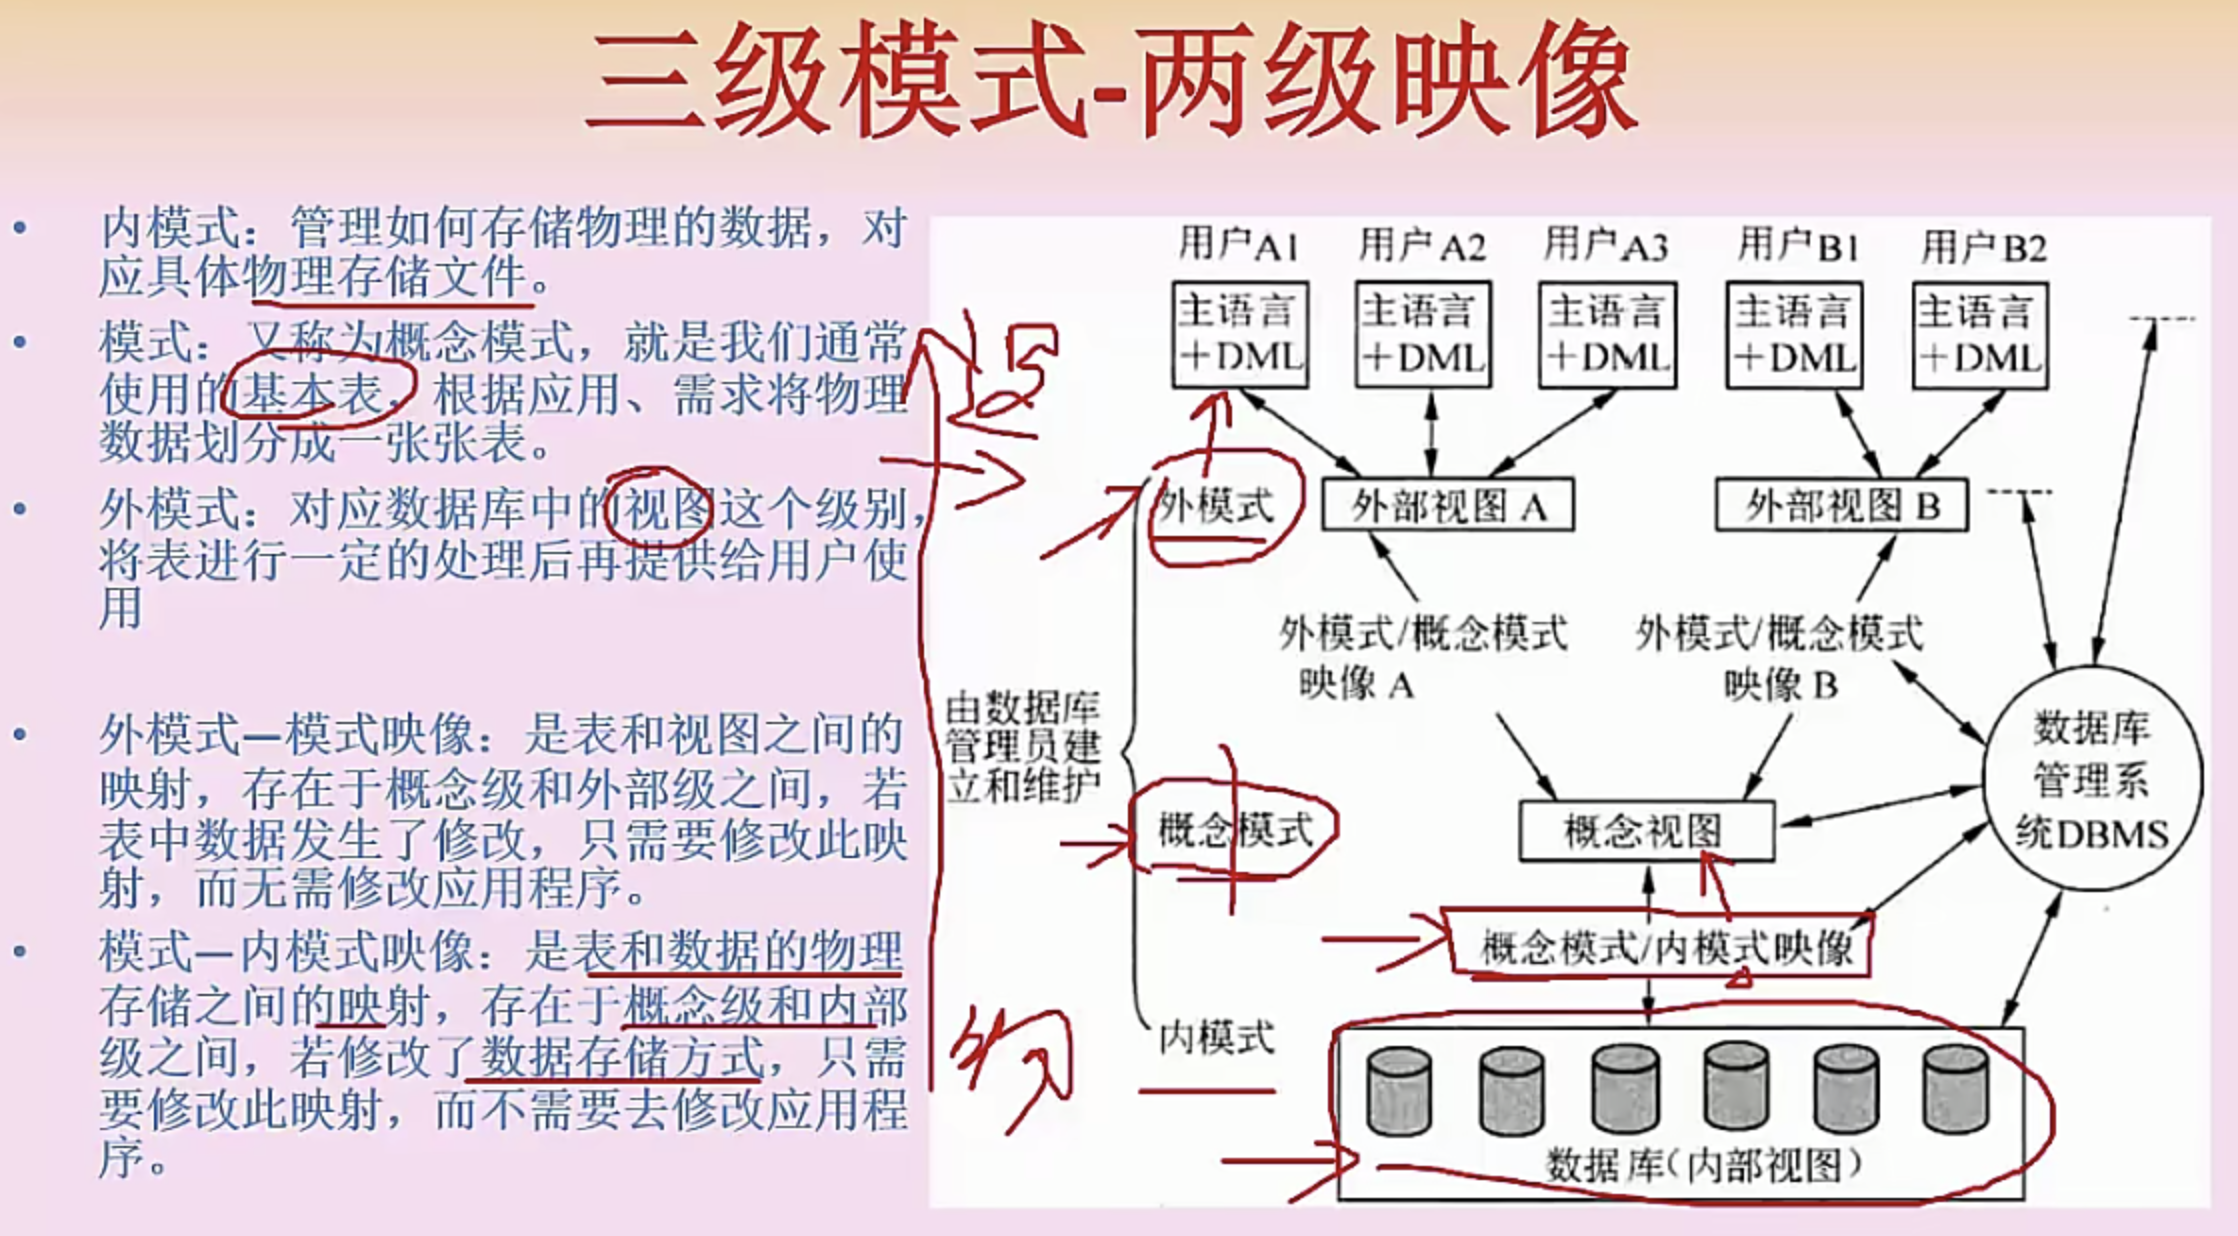 三级模式-两级映像
• 内模式：管理如何存储物理的数据，对
应具体物理存储文件。
• 模式：又称为概念模式，就是我们通常
使用的基本表，根据应用、需求将物理
数据划分成一张张表。
• 外模式：对应数据库中的视图这个级别，
将表进行一定的处理后再提供给用户使
用
• 外模式—模式映像：是表和视图之间的
映射，存在于概念级和外部级之间，若
表中数据发生了修改，只需要修改此映
射，而无需修改应用程序。
• 模式—内模式映像：是表和数据的物理
存储之间的映射，存在于概念级和内部
级之间，若修改了数据存储方式，只需
要修改此映射，而不需要去修改应用程
序。
用户A1 用户A2 用户A3 用户B1 用户B2
主语言 主语言 主语言 主语言 主语言
+DML +DML +DML +DML +DML
外模式 外部视图 A 外部视图 B
外模式/概念模式 外模式/概念模式
映像 A 映像 B
由数据库
管理员建
立和维护
数据库
管理系
统DBMS
概念模式 概念视图
概念模式/内模式映像
内模式
物
数据库(内部视图)